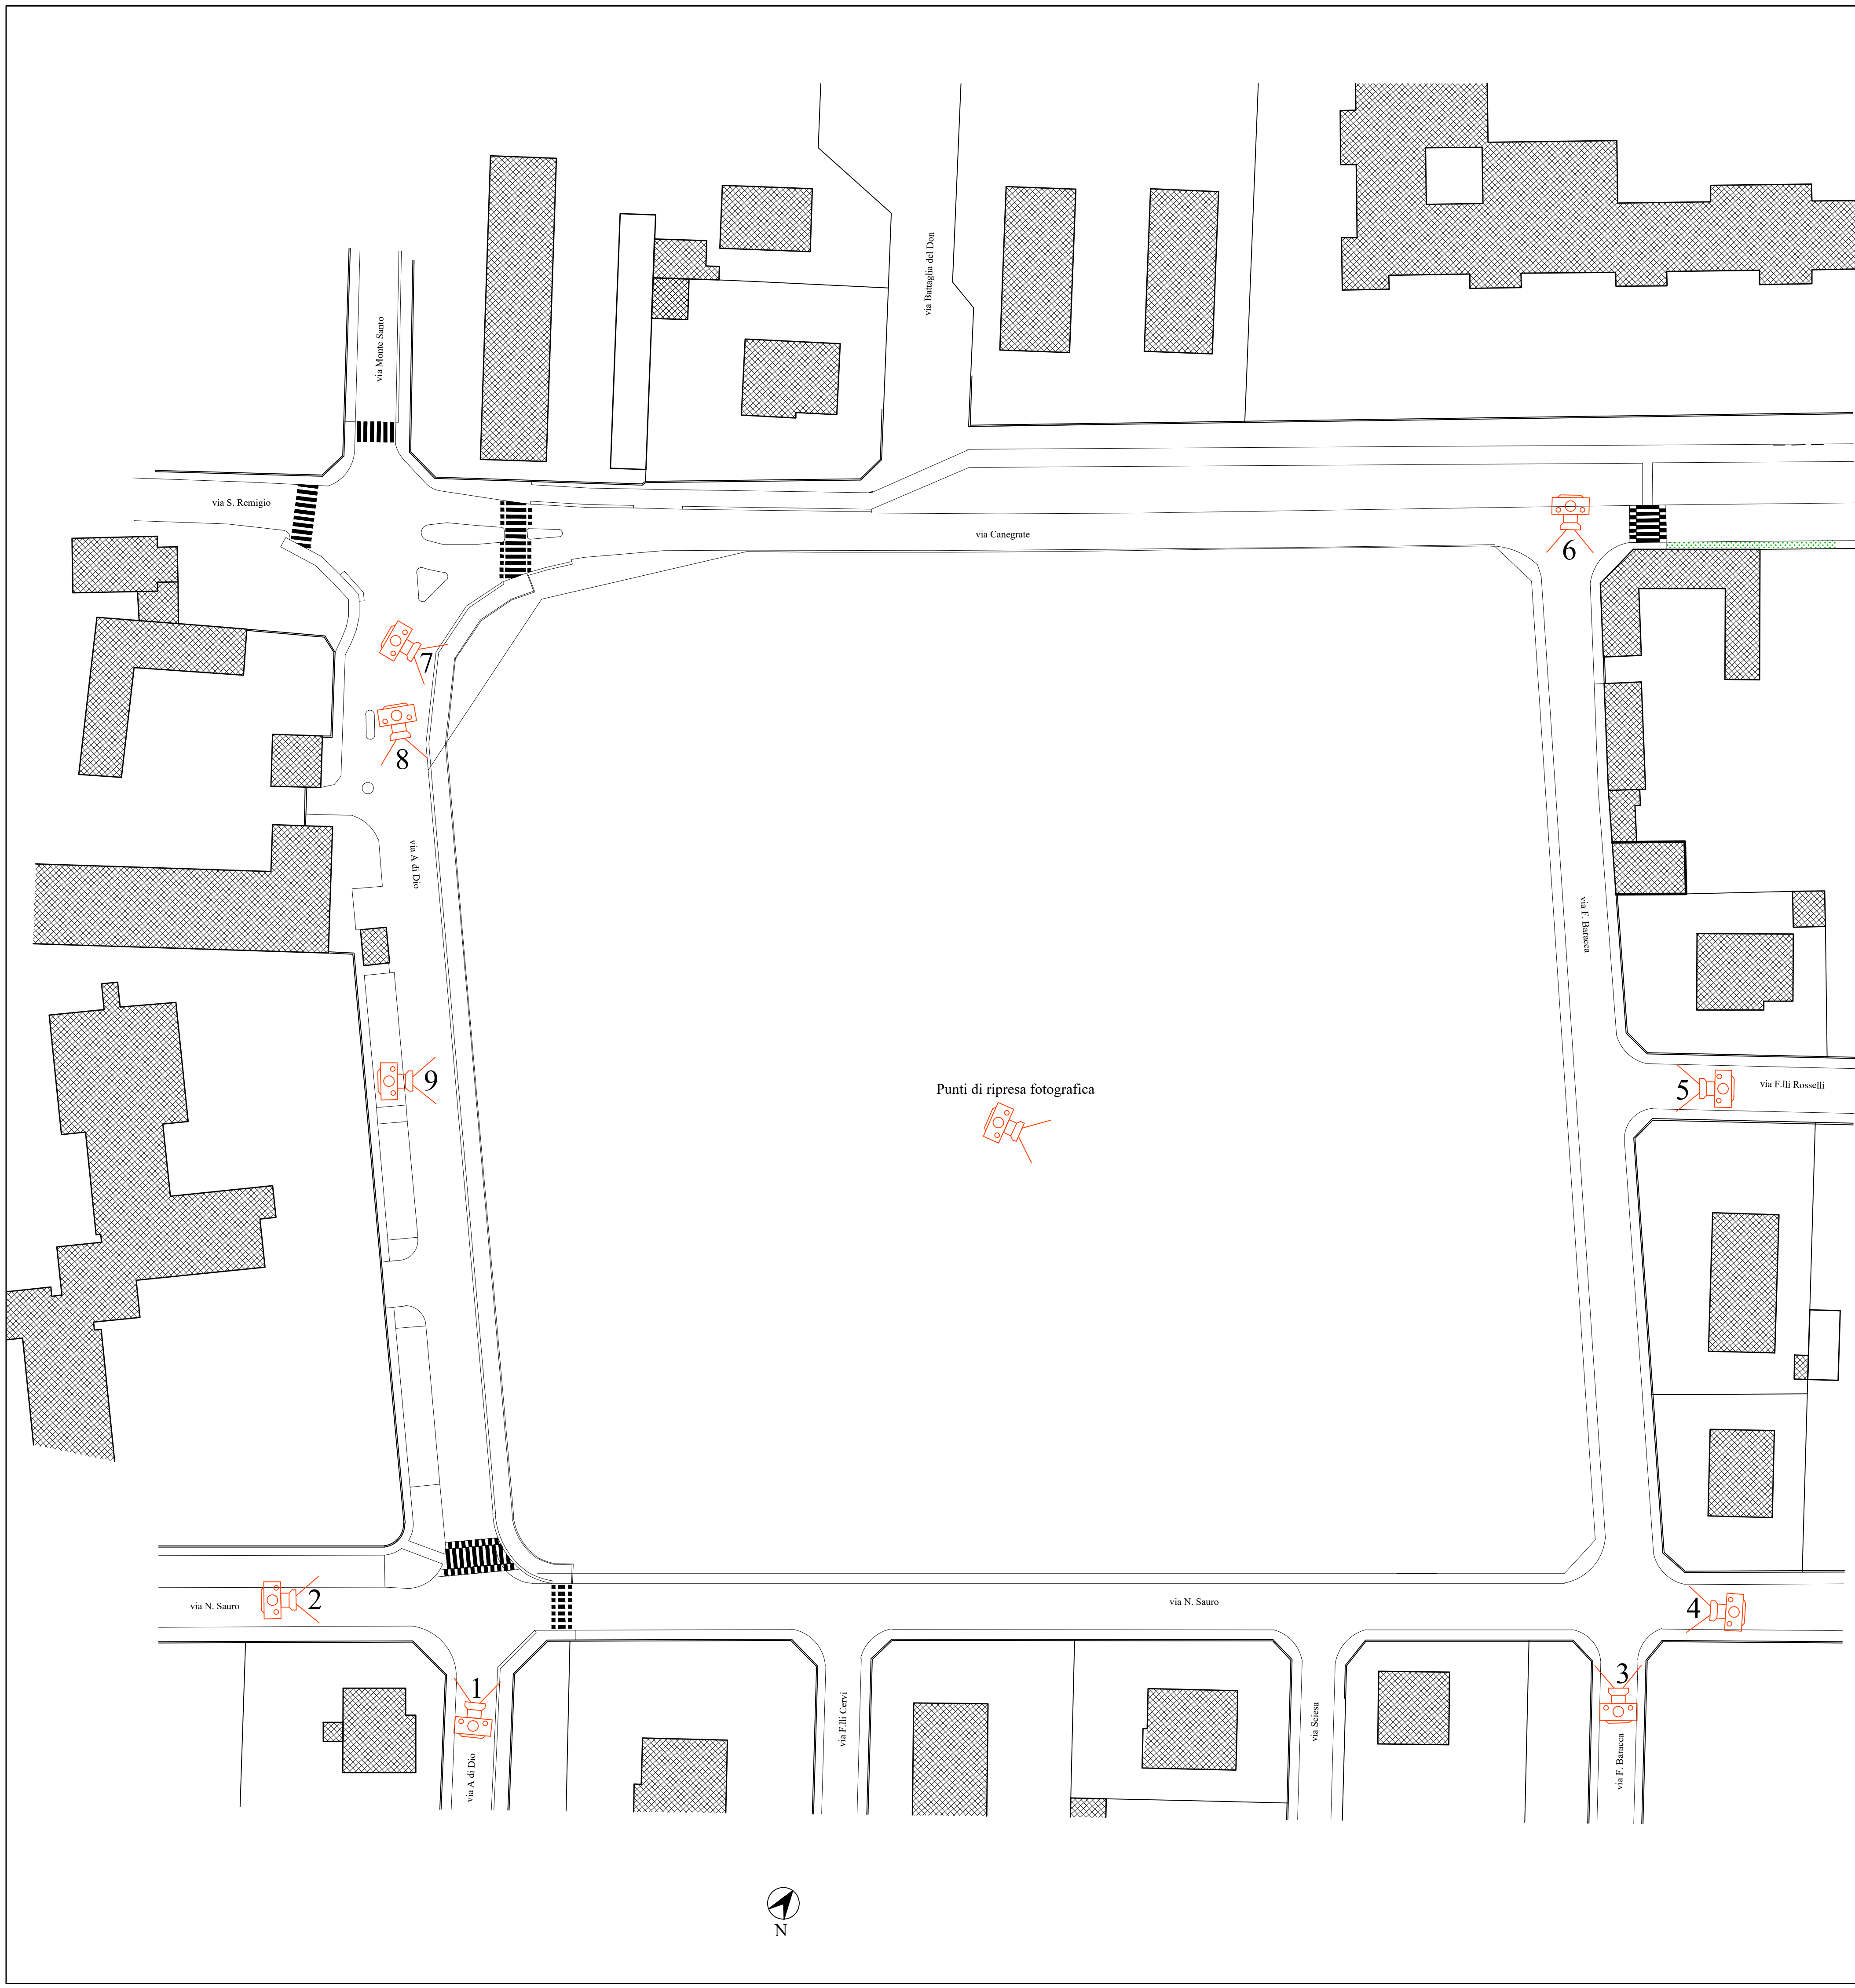 via Battaglia del Don
via Monte Santo
via S. Remigio
via Canegrate
6
7
8
via A di Dio
via F. Baracca
9
Punti di ripresa fotografica
5
via F.lli Rosselli
2
via N. Sauro
via N. Sauro
4
1
3
via A di Dio
via F.lli Cervi
via Sciesa
via F. Baracca
N